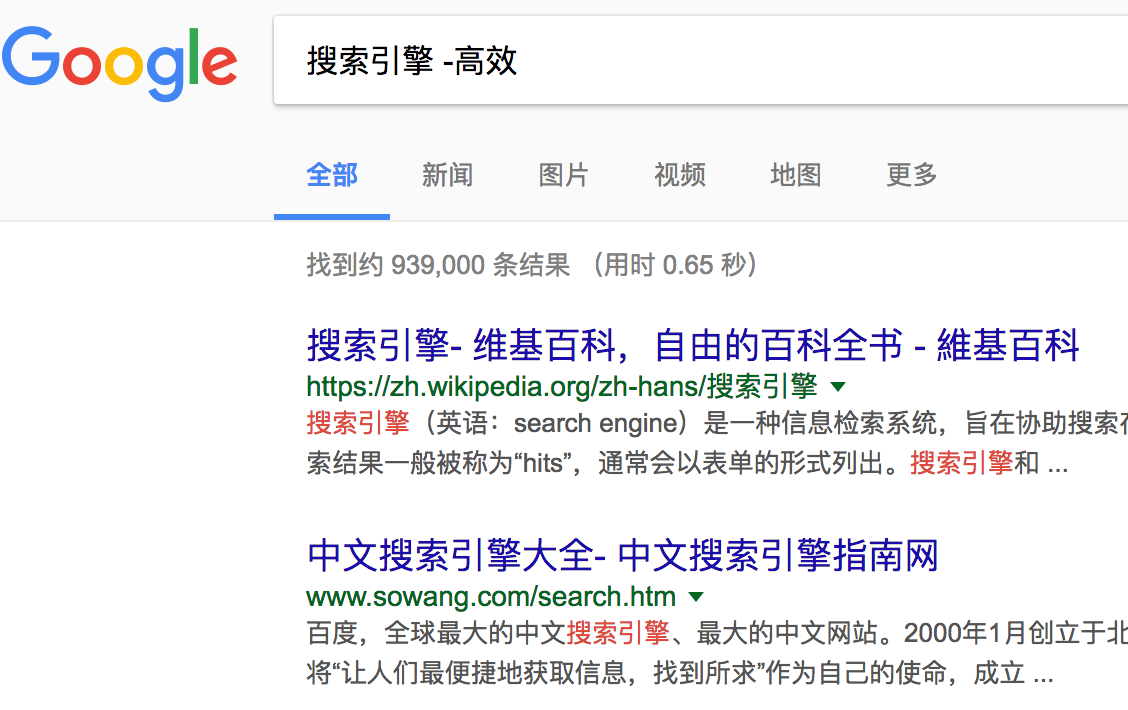 Google
搜索引擎 -高效
全部 新闻 图片 视频 地图 更多
找到约 939,000 条结果 （用时 0.65 秒）
搜索引擎- 维基百科，自由的百科全书 - 維基百科
https://zh.wikipedia.org/zh-hans/搜索引擎
搜索引擎（英语：search engine）是一种信息检索系统，旨在协助搜索
索结果一般被称为“hits”，通常会以表单的形式列出。搜索引擎和 ...
中文搜索引擎大全- 中文搜索引擎指南网
www.sowang.com/search.htm
百度，全球最大的中文搜索引擎、最大的中文网站。2000年1月创立于北
将“让人们最便捷地获取信息，找到所求”作为自己的使命，成立 ...